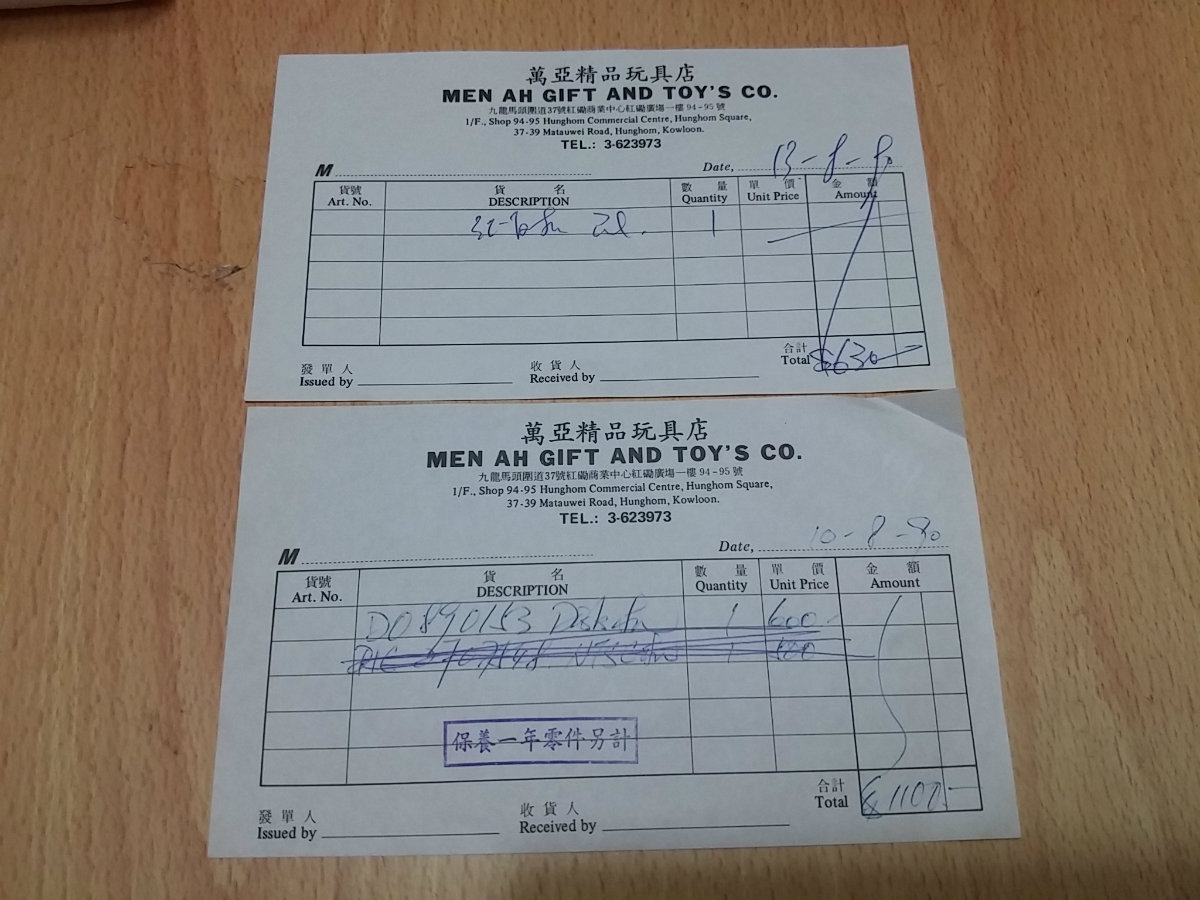 萬亞精品玩具店
MEN AH GIFT AND TOY'S CO.
九龍馬頭圍道37號紅磡商業中心紅磡廣場一樓 94-95 號
1/F., Shop 94-95 Hunghom Commercial Centre, Hunghom Square,
37-39 Matauwei Road, Hunghom, Kowloon.
TEL.: 3-623973
M
Date, 13-8-90
貨號 貨名 數量 單價 金額
Art. No. DESCRIPTION Quantity Unit Price Amount
1
合計
Total $630-
發單人 收貨人
Issued by Received by
萬亞精品玩具店
MEN AH GIFT AND TOY'S CO.
九龍馬頭圍道37號紅磡商業中心紅磡廣場一樓 94-95 號
1/F., Shop 94-95 Hunghom Commercial Centre, Hunghom Square,
37-39 Matauwei Road, Hunghom, Kowloon.
TEL.: 3-623973
M
Date, 10-8-90
貨號 貨名 數量 單價 金額
Art. No. DESCRIPTION Quantity Unit Price Amount
1 600-
保養一年零件另計
合計
Total $1100-
發單人 收貨人
Issued by Received by